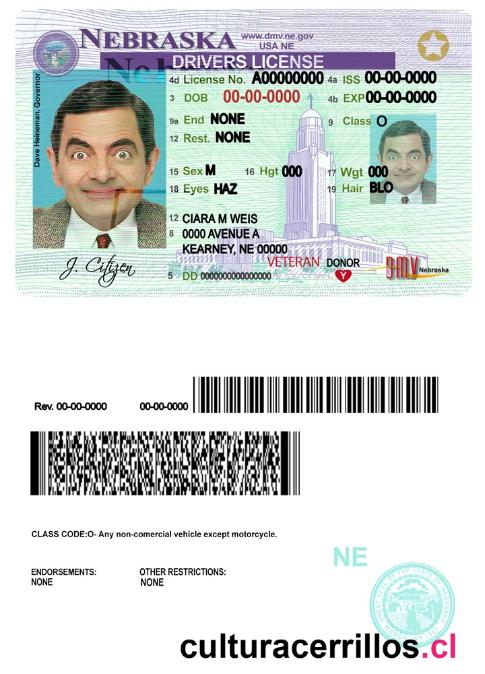 NEBRASKA www.dmv.ne.gov
USA NE
DRIVERS LICENSE
4d License No. A00000000 4a ISS 00-00-0000
3 DOB 00-00-0000 4b EXP 00-00-0000
9a End NONE 9 Class O
12 Rest. NONE
15 Sex M 16 Hgt 000 17 Wgt 000
18 Eyes HAZ 19 Hair BLO
12 CIARA M WEIS
8 0000 AVENUE A
KEARNEY, NE 00000
VETERAN DONOR
Y
DMV Nebraska
5 DD 000000000000000
Dave Heineman, Governor
J. Citizen
Rev. 00-00-0000 00-00-0000
CLASS CODE:O- Any non-comercial vehicle except motorcycle.
ENDORSEMENTS: OTHER RESTRICTIONS:
NONE NONE
NE
culturacerrillos.cl